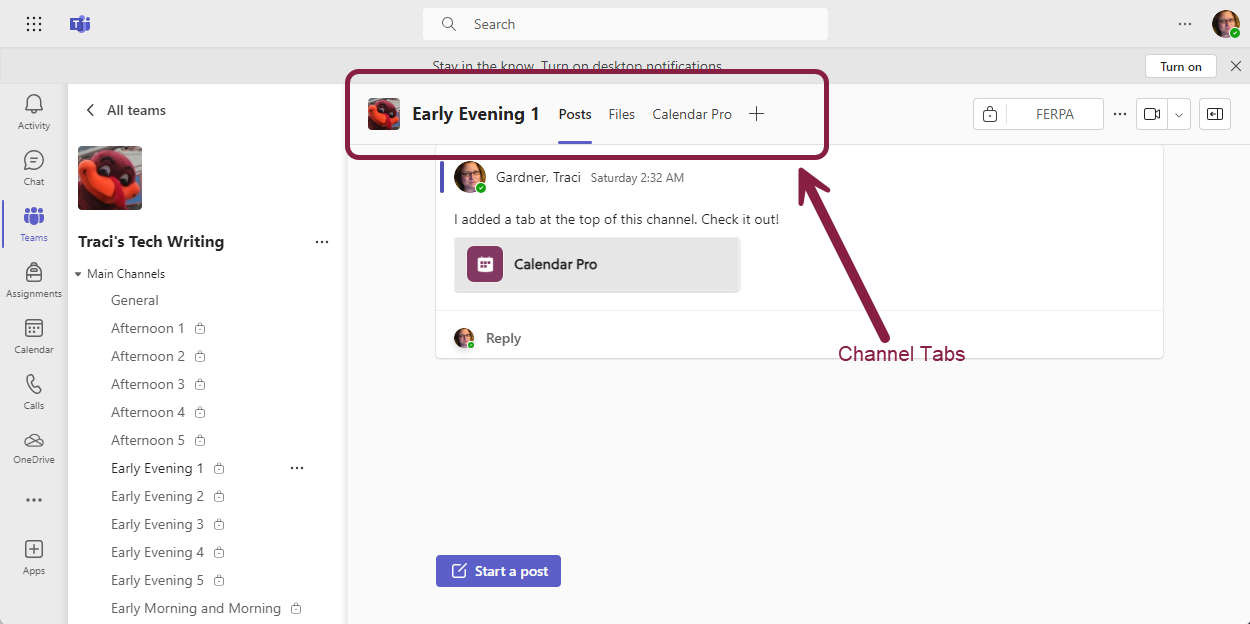 Search
Stay in the know. Turn on desktop notifications.
Turn on
Activity
Chat
Teams
Assignments
Calendar
Calls
OneDrive
Apps
All teams
Traci's Tech Writing
Main Channels
General
Afternoon 1
Afternoon 2
Afternoon 3
Afternoon 4
Afternoon 5
Early Evening 1
Early Evening 2
Early Evening 3
Early Evening 4
Early Evening 5
Early Morning and Morning
Early Evening 1 Posts Files Calendar Pro
FERPA
Gardner, Traci Saturday 2:32 AM
I added a tab at the top of this channel. Check it out!
Calendar Pro
Reply
Channel Tabs
Start a post